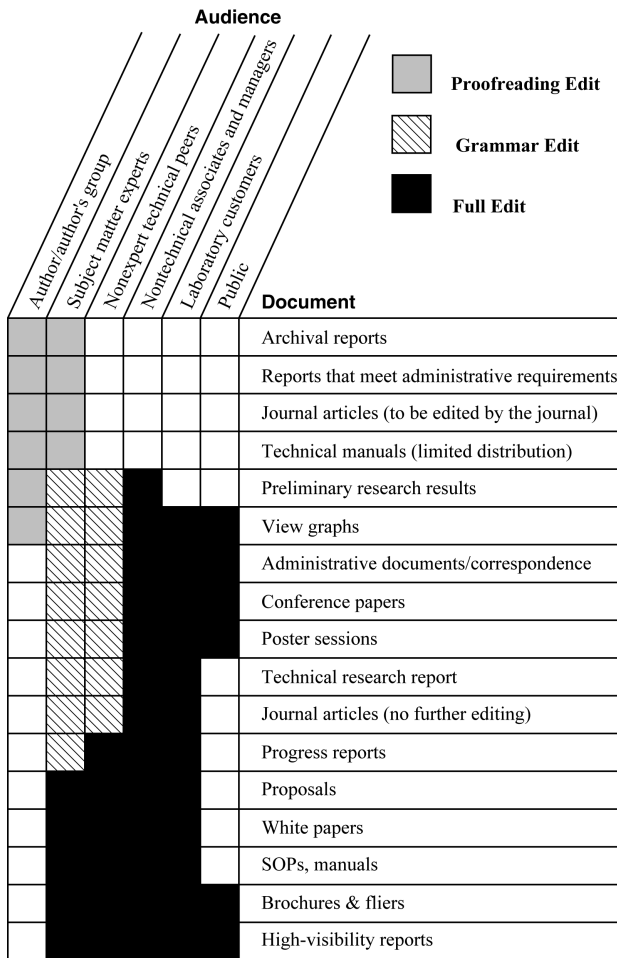 Audience
Proofreading Edit
Grammar Edit
Full Edit
Author/author's group
Subject matter experts
Nonexpert technical peers
Nontechnical associates and managers
Laboratory customers
Public
Document
Archival reports
Reports that meet administrative requirements
Journal articles (to be edited by the journal)
Technical manuals (limited distribution)
Preliminary research results
View graphs
Administrative documents/correspondence
Conference papers
Poster sessions
Technical research report
Journal articles (no further editing)
Progress reports
Proposals
White papers
SOPs, manuals
Brochures & fliers
High-visibility reports